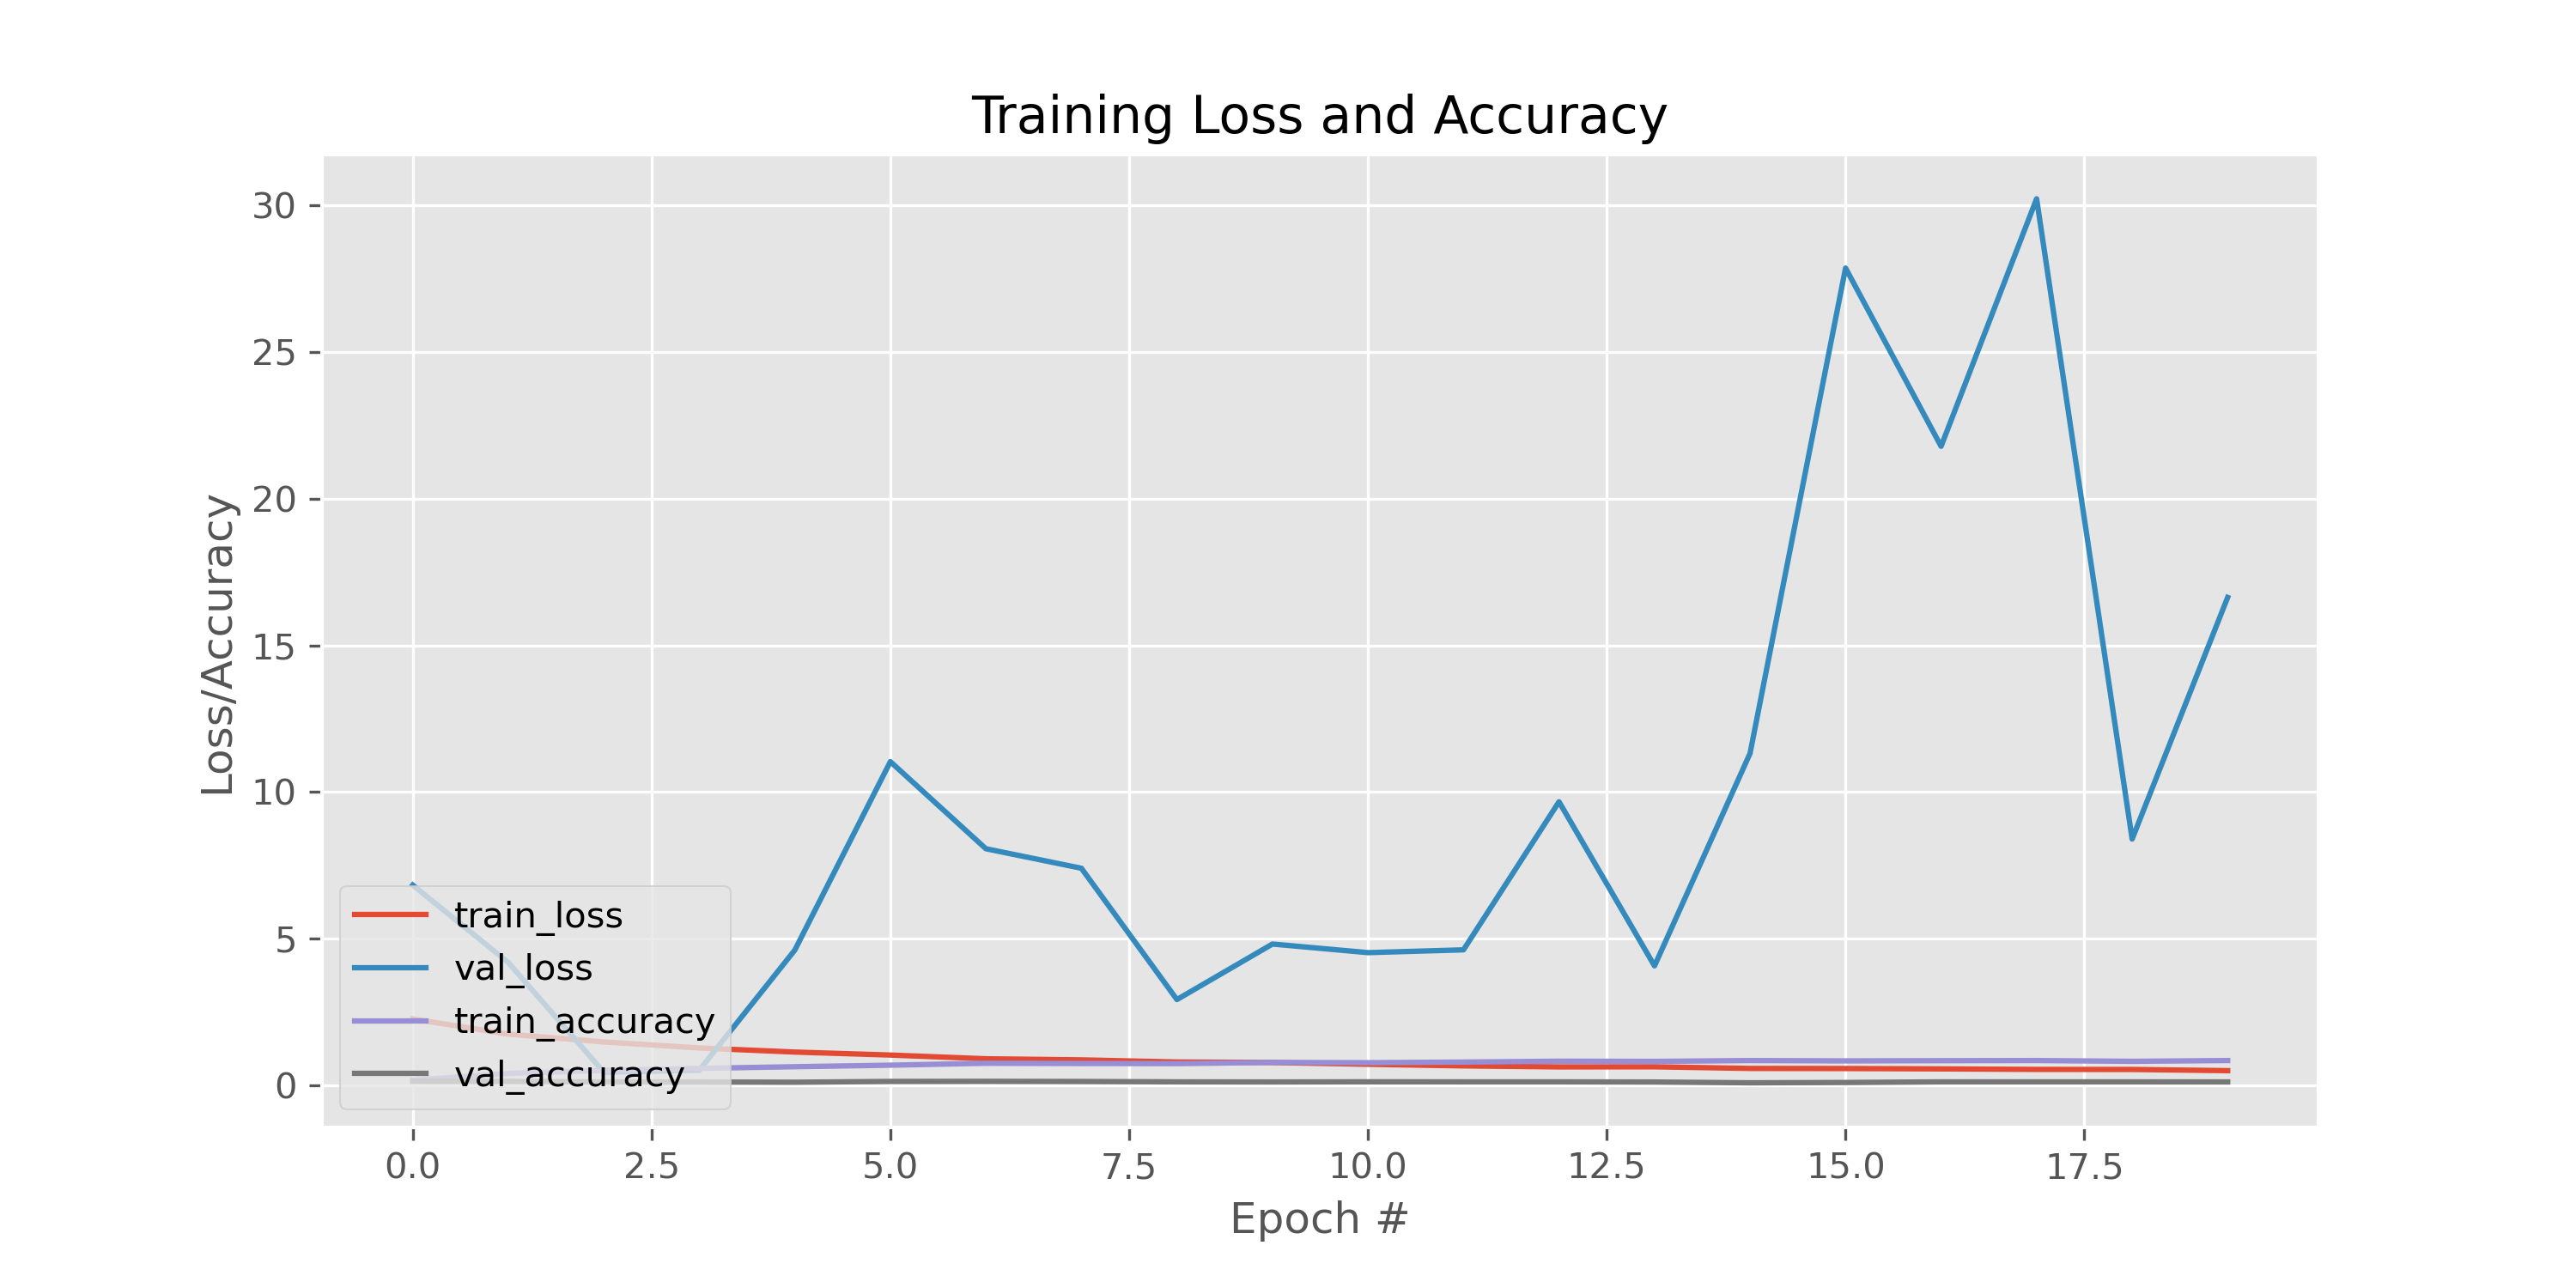 Training Loss and Accuracy
Loss/Accuracy
30
25
20
15
10
5
0
train_loss
val_loss
train_accuracy
val_accuracy
0.0 2.5 5.0 7.5 10.0 12.5 15.0 17.5
Epoch #